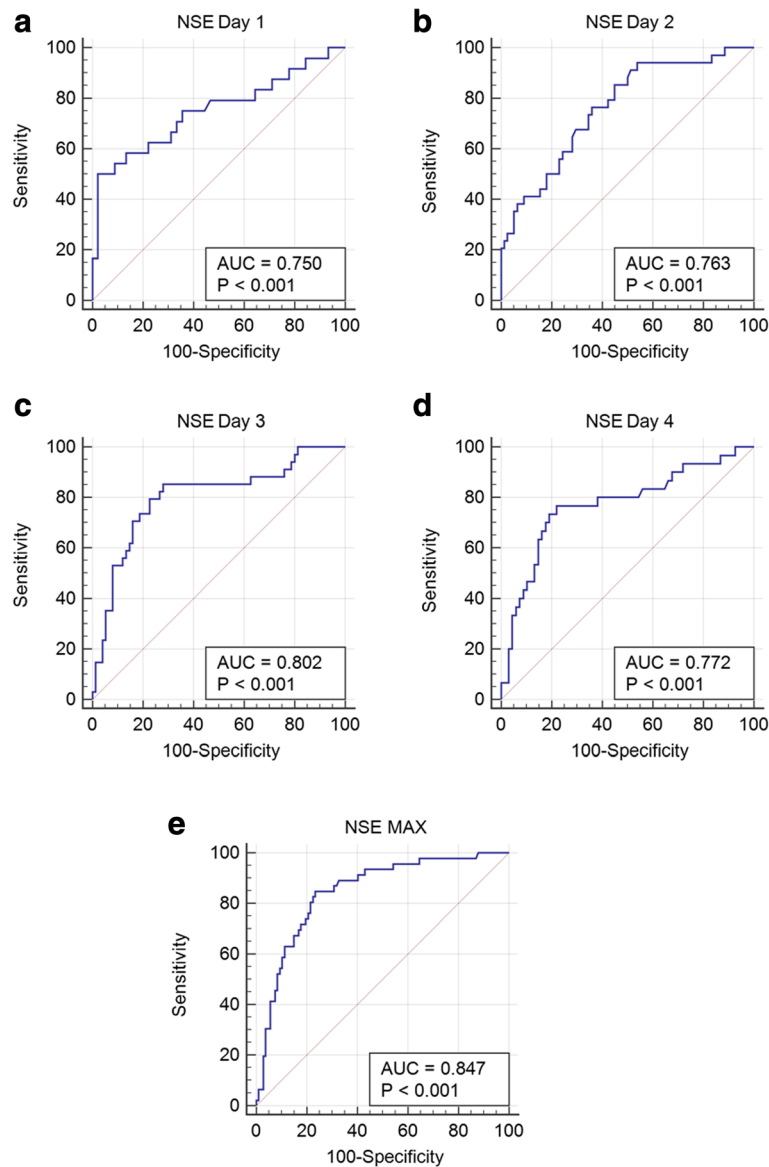 a
NSE Day 1
100
80
60
40
20
0
Sensitivity
AUC = 0.750
P < 0.001
0 20 40 60 80 100
100-Specificity
b
NSE Day 2
100
80
60
40
20
0
Sensitivity
AUC = 0.763
P < 0.001
0 20 40 60 80 100
100-Specificity
c
NSE Day 3
100
80
60
40
20
0
Sensitivity
AUC = 0.802
P < 0.001
0 20 40 60 80 100
100-Specificity
d
NSE Day 4
100
80
60
40
20
0
Sensitivity
AUC = 0.772
P < 0.001
0 20 40 60 80 100
100-Specificity
e
NSE MAX
100
80
60
40
20
0
Sensitivity
AUC = 0.847
P < 0.001
0 20 40 60 80 100
100-Specificity